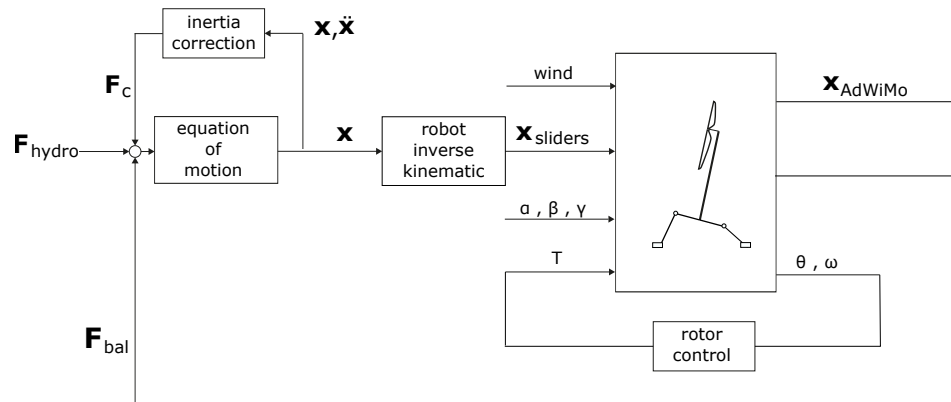 inertia
correction
x,ẍ
F_c
wind
x_AdWiMo
F_hydro
equation
of
motion
x
robot
inverse
kinematic
x_sliders
α , β , γ
T
θ , ω
F_bal
rotor
control